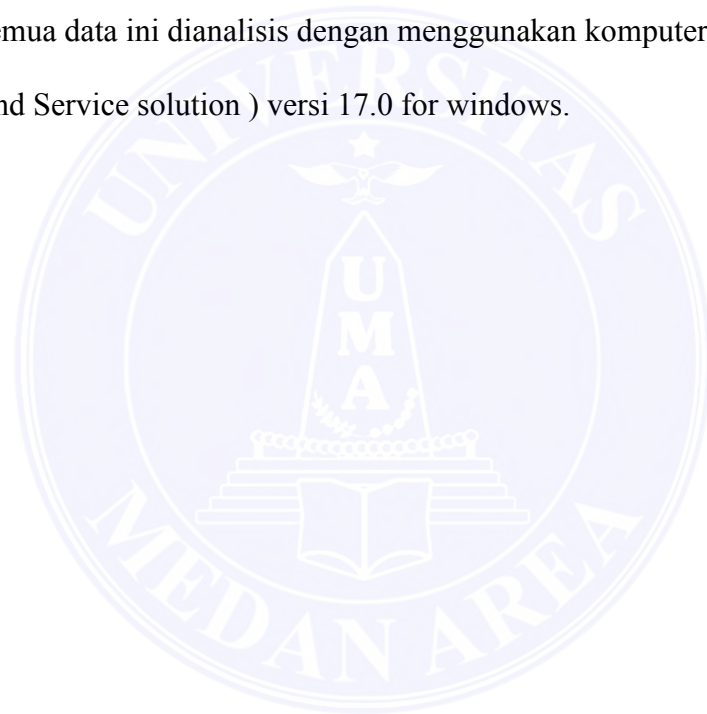 emua data ini dianalisis dengan menggunakan komputer
nd Service solution ) versi 17.0 for windows.
UNIVERSITAS
UMA
MEDAN AREA